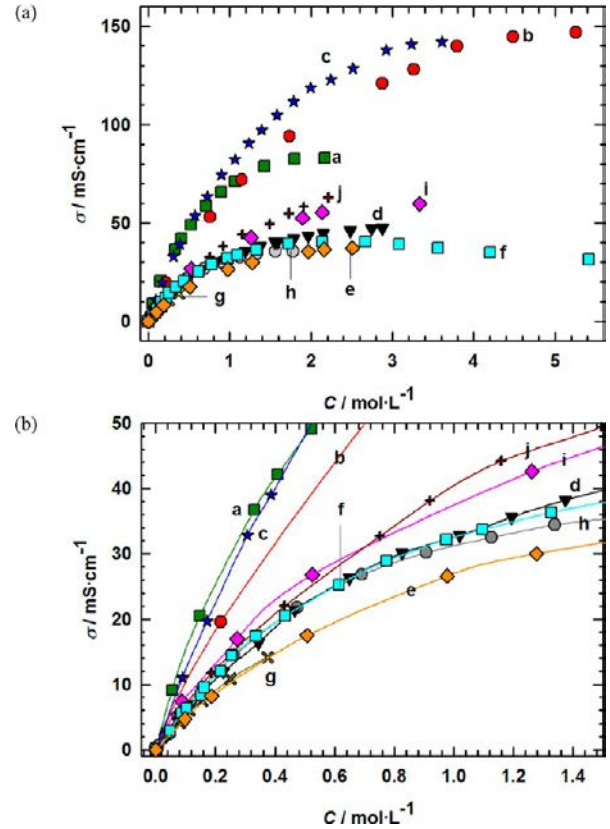 (a)
150
b
c
100
a
j
i
50
d
f
g
h
e
0
0 1 2 3 4 5
σ / mS·cm⁻¹
C / mol·L⁻¹
(b)
50
b
j
i
40
a
c
f
d
h
30
e
20
g
10
0
0.0 0.2 0.4 0.6 0.8 1.0 1.2 1.4
σ / mS·cm⁻¹
C / mol·L⁻¹